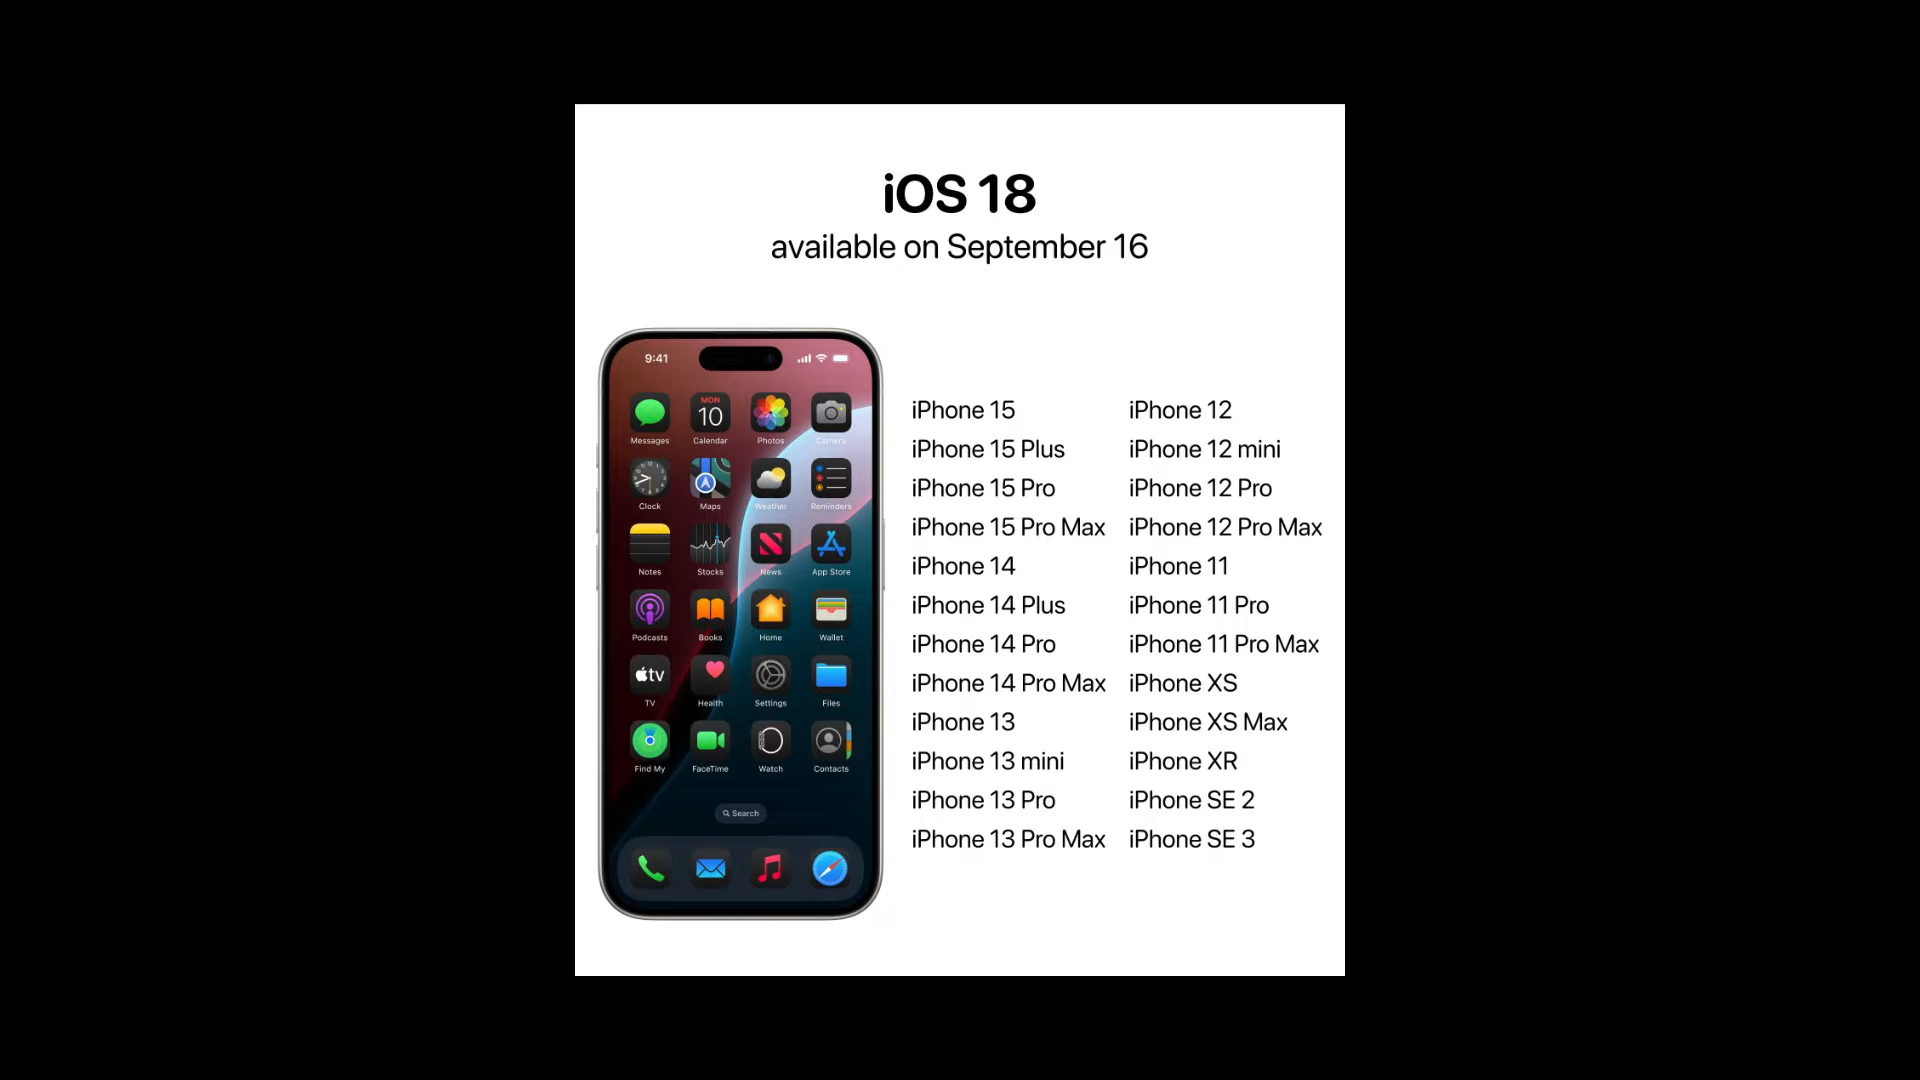 iOS 18
available on September 16
9:41
MON
10
Messages Calendar Photos Camera
Clock Maps Weather Reminders
Notes Stocks News App Store
Podcasts Books Home Wallet
tv
TV Health Settings Files
Find My FaceTime Watch Contacts
Search
iPhone 15
iPhone 15 Plus
iPhone 15 Pro
iPhone 15 Pro Max
iPhone 14
iPhone 14 Plus
iPhone 14 Pro
iPhone 14 Pro Max
iPhone 13
iPhone 13 mini
iPhone 13 Pro
iPhone 13 Pro Max
iPhone 12
iPhone 12 mini
iPhone 12 Pro
iPhone 12 Pro Max
iPhone 11
iPhone 11 Pro
iPhone 11 Pro Max
iPhone XS
iPhone XS Max
iPhone XR
iPhone SE 2
iPhone SE 3